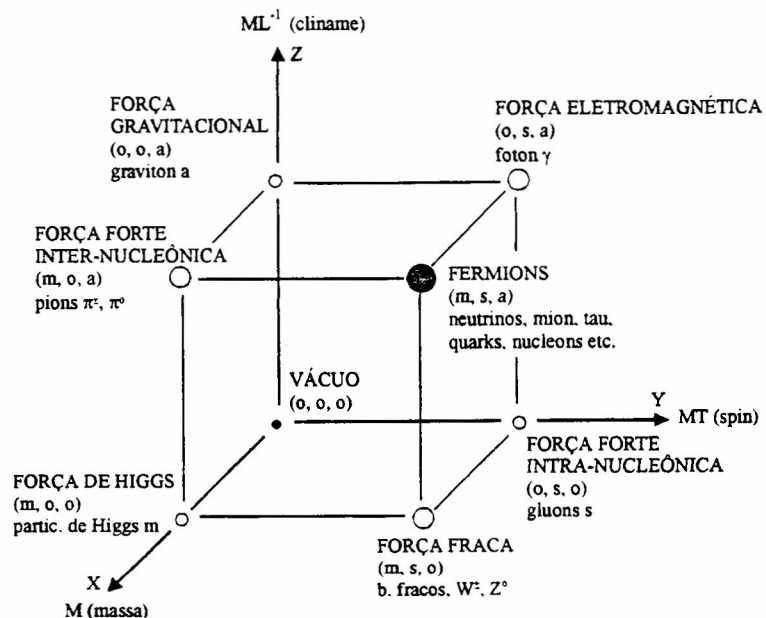 ML⁻¹ (cliname)
Z
FORÇA
GRAVITACIONAL
(o, o, a)
graviton a
FORÇA ELETROMAGNÉTICA
(o, s, a)
foton γ
FORÇA FORTE
INTER-NUCLEÔNICA
(m, o, a)
pions π±, π°
FERMIONS
(m, s, a)
neutrinos, mion, tau,
quarks, nucleons etc.
VÁCUO
(o, o, o)
Y
MT (spin)
FORÇA FORTE
INTRA-NUCLEÔNICA
(o, s, o)
gluons s
FORÇA DE HIGGS
(m, o, o)
partic. de Higgs m
FORÇA FRACA
(m, s, o)
b. fracos, W±, Z°
X
M (massa)